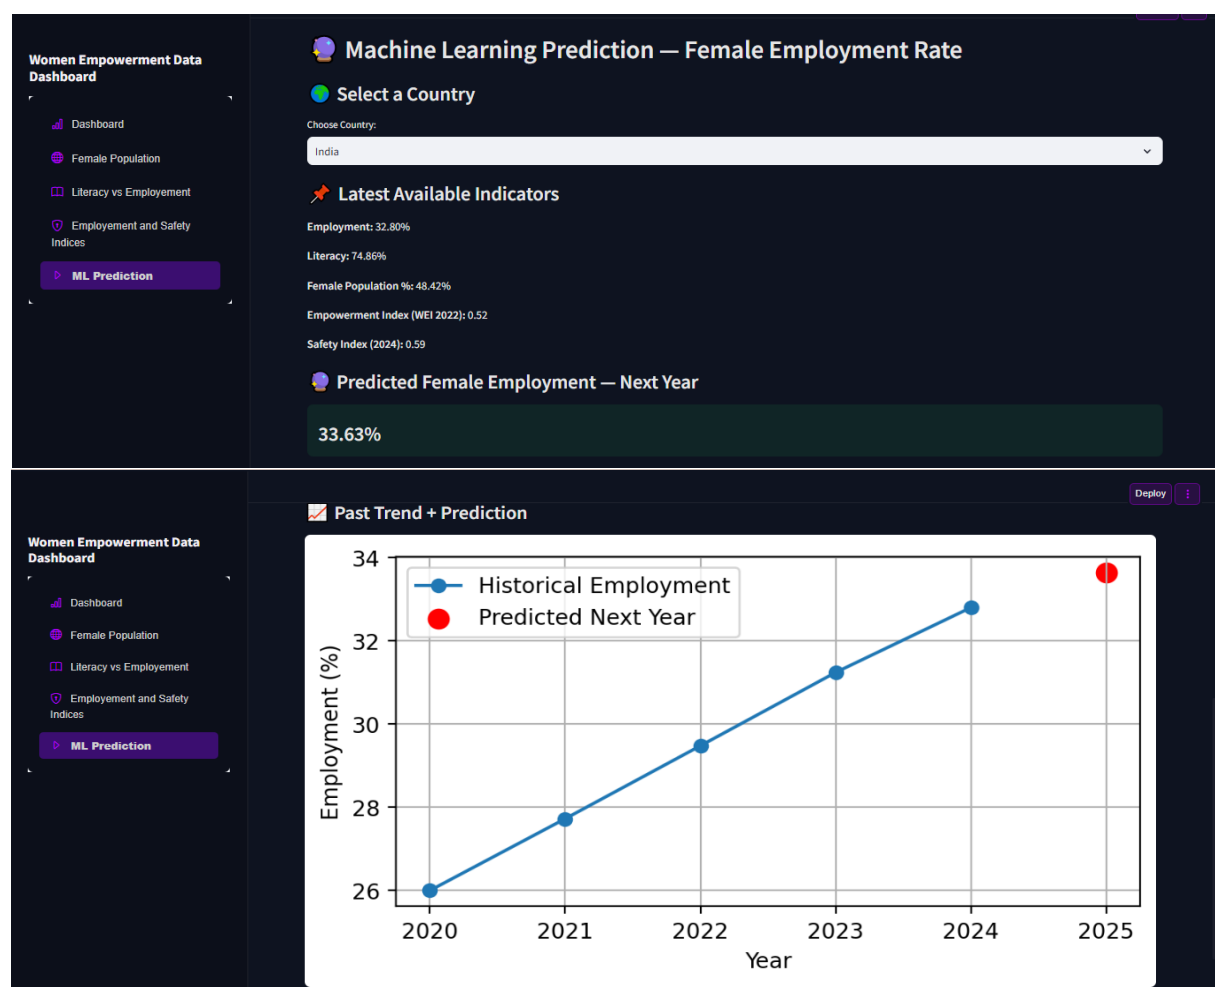 Women Empowerment Data
Dashboard
Dashboard
Female Population
Literacy vs Employement
Employement and Safety
Indices
ML Prediction
Machine Learning Prediction — Female Employment Rate
Select a Country
Choose Country:
India
Latest Available Indicators
Employment: 32.80%
Literacy: 74.86%
Female Population %: 48.42%
Empowerment Index (WEI 2022): 0.52
Safety Index (2024): 0.59
Predicted Female Employment — Next Year
33.63%
Deploy
Women Empowerment Data
Dashboard
Dashboard
Female Population
Literacy vs Employement
Employement and Safety
Indices
ML Prediction
Past Trend + Prediction
Historical Employment
Predicted Next Year
Employment (%)
34
32
30
28
26
2020 2021 2022 2023 2024 2025
Year